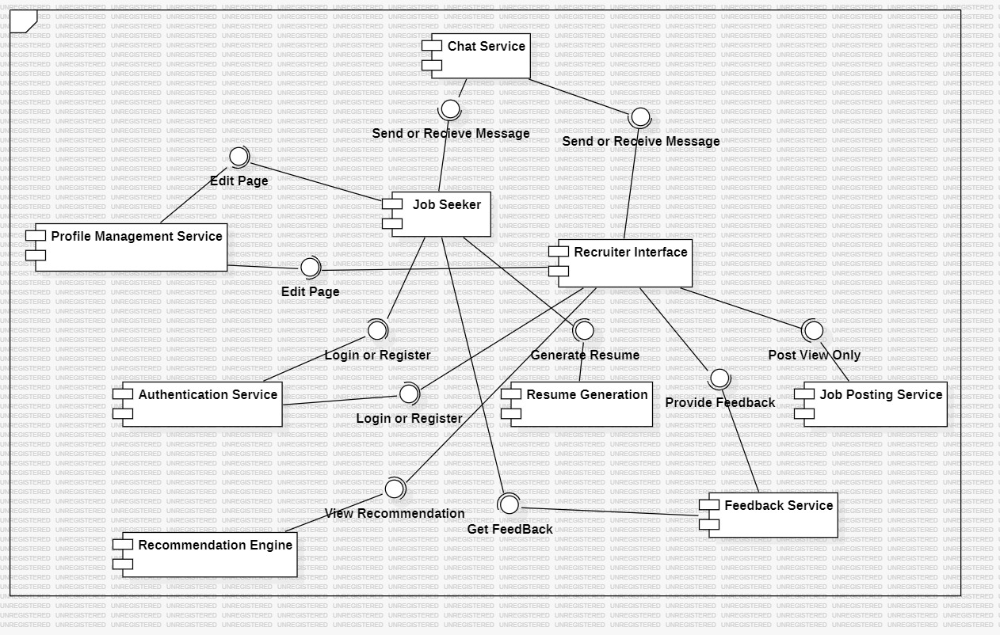 Chat Service
Send or Recieve Message
Send or Receive Message
Edit Page
Job Seeker
Profile Management Service
Recruiter Interface
Edit Page
Login or Register
Generate Resume
Post View Only
Authentication Service
Resume Generation
Job Posting Service
Provide Feedback
Login or Register
Feedback Service
View Recommendation
Get FeedBack
Recommendation Engine
UNREGISTERED